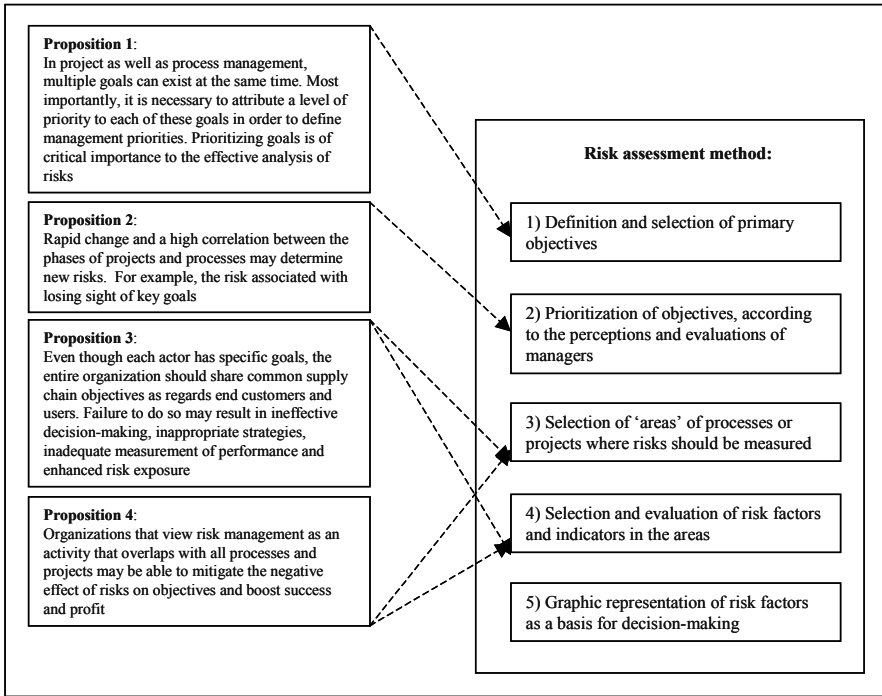 Proposition 1:
In project as well as process management,
multiple goals can exist at the same time. Most
importantly, it is necessary to attribute a level of
priority to each of these goals in order to define
management priorities. Prioritizing goals is of
critical importance to the effective analysis of
risks
Proposition 2:
Rapid change and a high correlation between the
phases of projects and processes may determine
new risks.  For example, the risk associated with
losing sight of key goals
Proposition 3:
Even though each actor has specific goals, the
entire organization should share common supply
chain objectives as regards end customers and
users. Failure to do so may result in ineffective
decision-making, inappropriate strategies,
inadequate measurement of performance and
enhanced risk exposure
Proposition 4:
Organizations that view risk management as an
activity that overlaps with all processes and
projects may be able to mitigate the negative
effect of risks on objectives and boost success
and profit
Risk assessment method:
1) Definition and selection of primary
objectives
2) Prioritization of objectives, according
to the perceptions and evaluations of
managers
3) Selection of ‘areas’ of processes or
projects where risks should be measured
4) Selection and evaluation of risk factors
and indicators in the areas
5) Graphic representation of risk factors
as a basis for decision-making